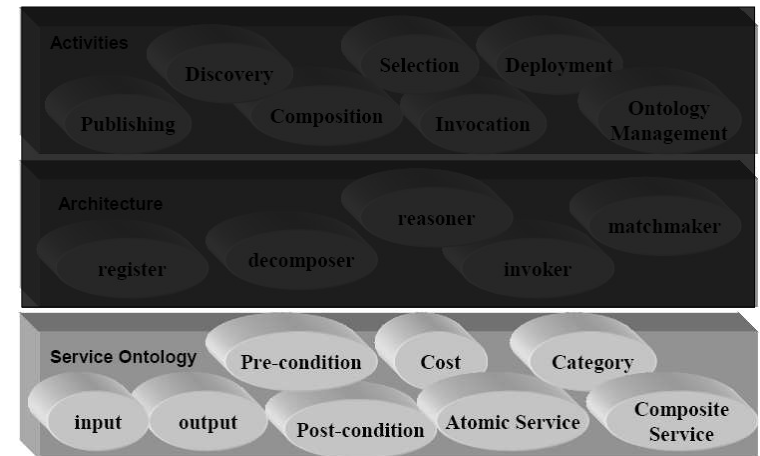 Activities
Discovery
Selection
Deployment
Publishing
Composition
Invocation
Ontology
Management
Architecture
register
decomposer
reasoner
invoker
matchmaker
Service Ontology
Pre-condition
Cost
Category
input
output
Post-condition
Atomic Service
Composite
Service